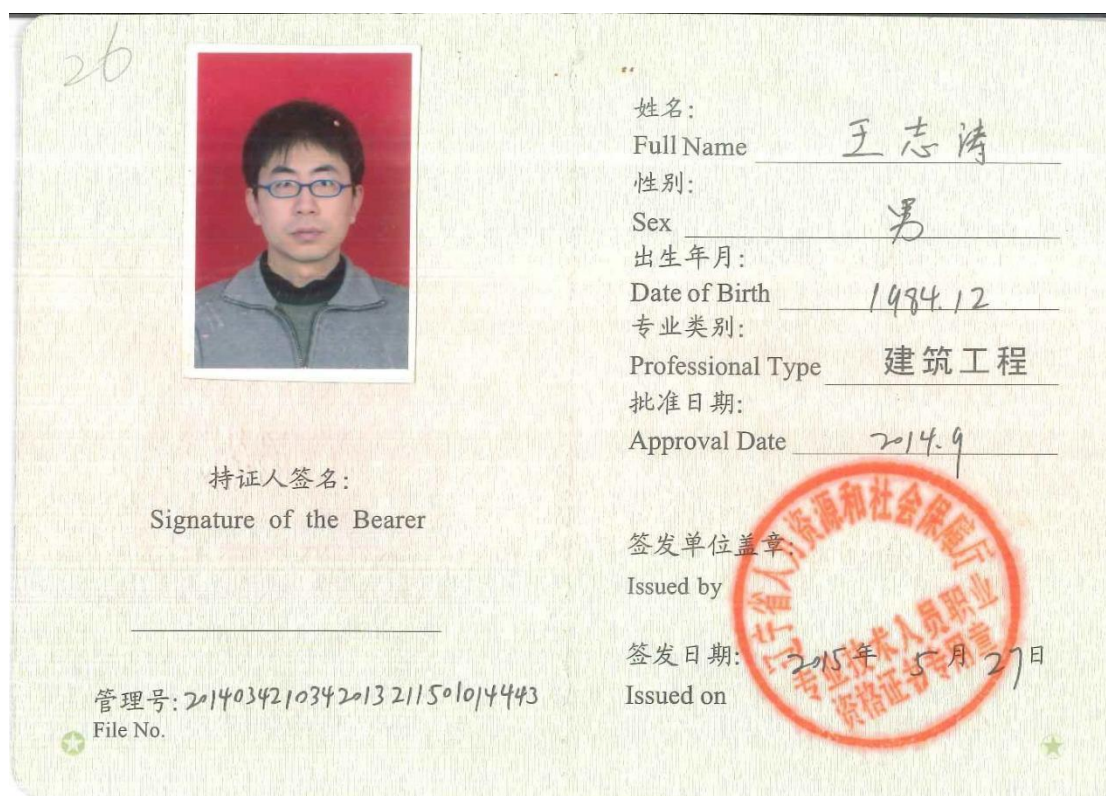 26
持证人签名:
Signature of the Bearer
管理号: 2014034210342013211501014443
File No.
姓名:
Full Name 王志涛
性别:
Sex 男
出生年月:
Date of Birth 1984.12
专业类别:
Professional Type 建筑工程
批准日期:
Approval Date 2014.9
签发单位盖章:
Issued by
签发日期: 2015年 5月 27日
Issued on
辽宁省人力资源和社会保障厅
专业技术人员职业
资格证书专用章